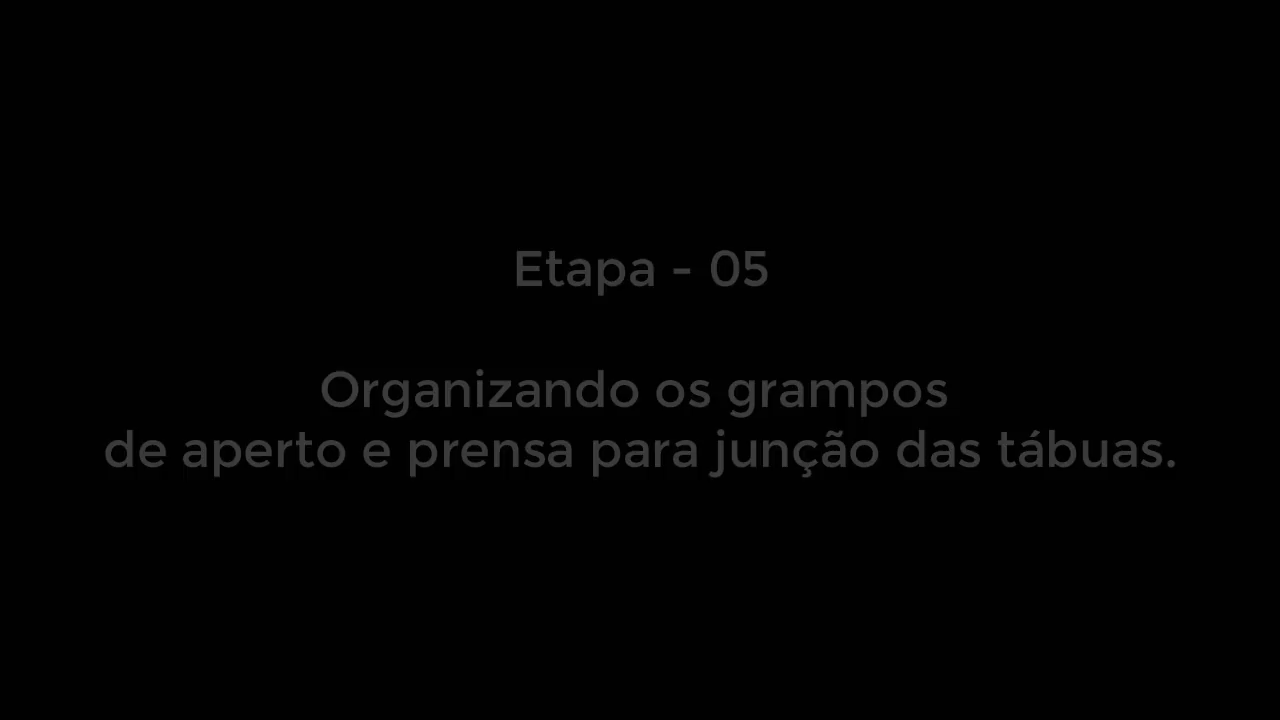 Etapa - 05
Organizando os grampos
de aperto e prensa para junção das tábuas.